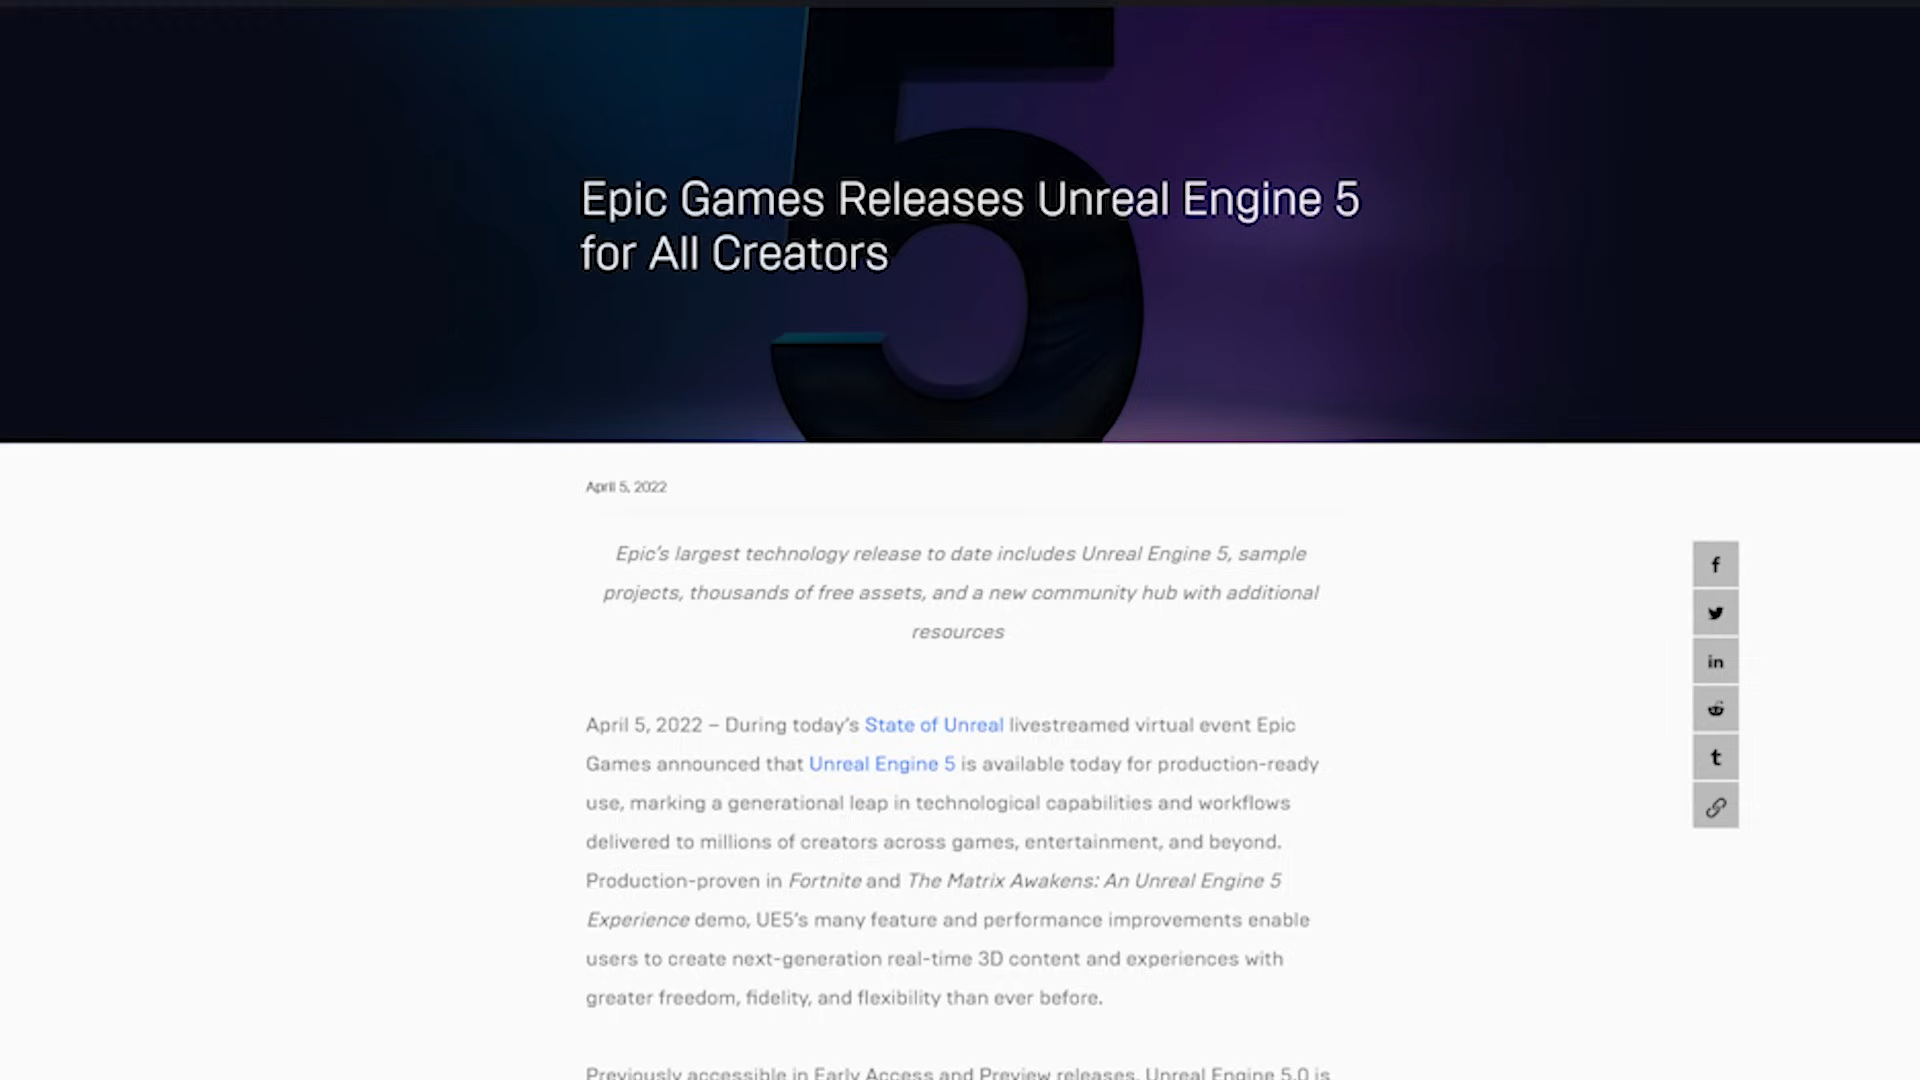 Epic Games Releases Unreal Engine 5
for All Creators
April 5, 2022
Epic's largest technology release to date includes Unreal Engine 5, sample
projects, thousands of free assets, and a new community hub with additional
resources
April 5, 2022 – During today's State of Unreal livestreamed virtual event Epic
Games announced that Unreal Engine 5 is available today for production-ready
use, marking a generational leap in technological capabilities and workflows
delivered to millions of creators across games, entertainment, and beyond.
Production-proven in Fortnite and The Matrix Awakens: An Unreal Engine 5
Experience demo, UE5's many feature and performance improvements enable
users to create next-generation real-time 3D content and experiences with
greater freedom, fidelity, and flexibility than ever before.
Previously accessible in Early Access and Preview releases, Unreal Engine 5.0 is
5
f
in
t